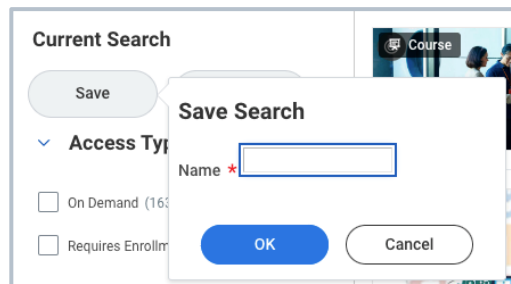 Current Search
Course
Save
Save Search
Access Typ
Name *
On Demand (163
Requires Enrollm
OK
Cancel